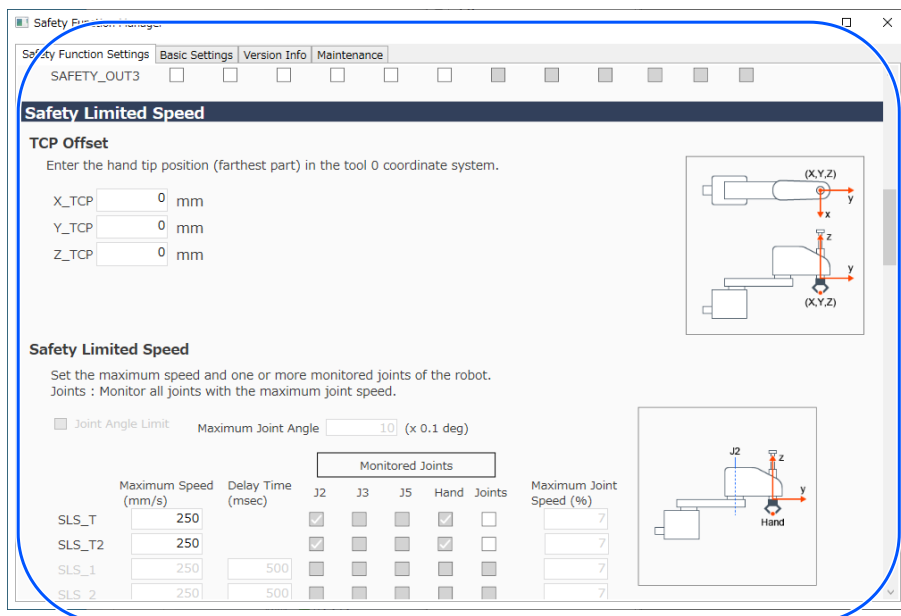 Safety Function Manager
Safety Function Settings Basic Settings Version Info Maintenance
SAFETY_OUT3
Safety Limited Speed
TCP Offset
Enter the hand tip position (farthest part) in the tool 0 coordinate system.
X_TCP 0 mm
Y_TCP 0 mm
Z_TCP 0 mm
(X,Y,Z)
y
x
z
y
(X,Y,Z)
Safety Limited Speed
Set the maximum speed and one or more monitored joints of the robot.
Joints : Monitor all joints with the maximum joint speed.
Joint Angle Limit Maximum Joint Angle 10 (x 0.1 deg)
Monitored Joints
Maximum Speed (mm/s) Delay Time (msec) J2 J3 J5 Hand Joints Maximum Joint Speed (%)
SLS_T 250 7
SLS_T2 250 7
SLS_1 250 500 7
SLS_2 250 500 7
J2
z
y
Hand